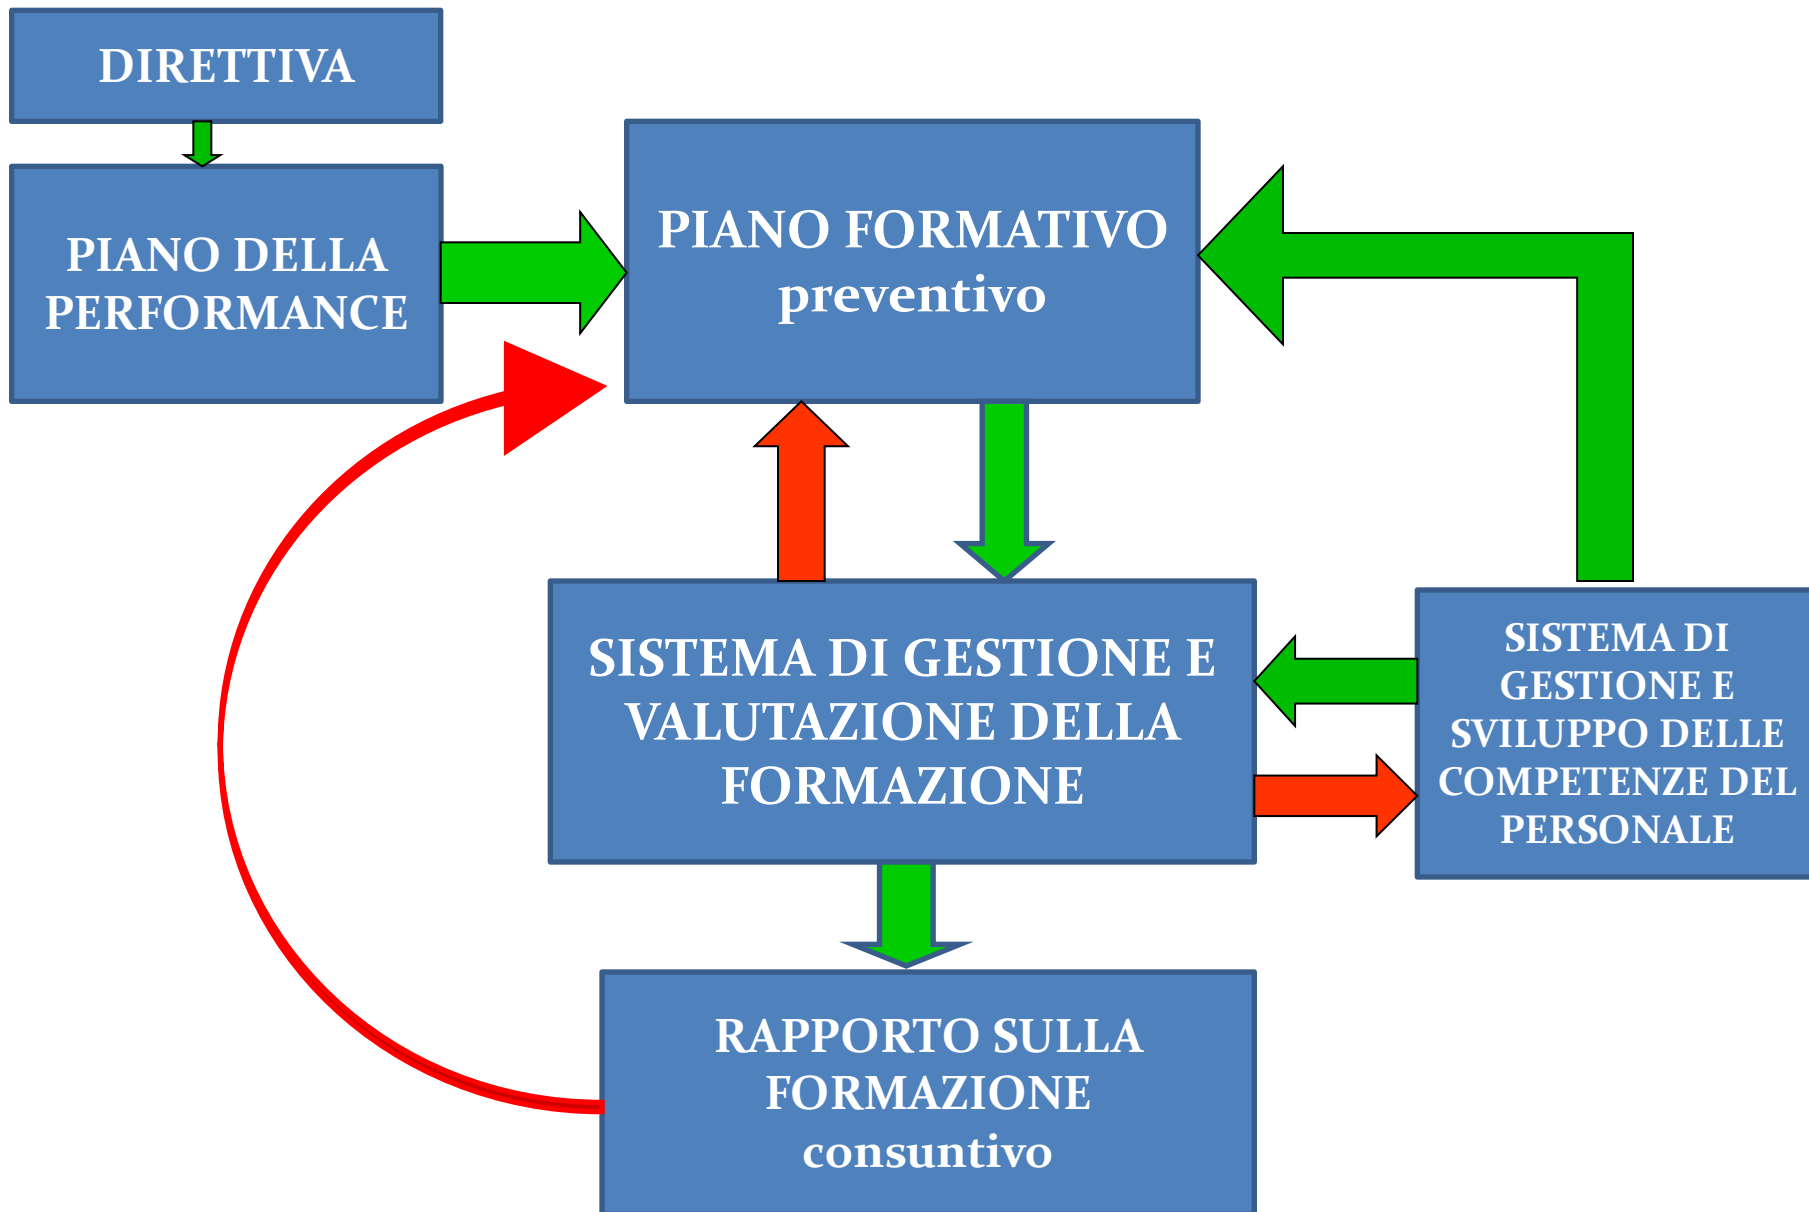 DIRETTIVA
PIANO DELLA
PERFORMANCE
PIANO FORMATIVO
preventivo
SISTEMA DI GESTIONE E
VALUTAZIONE DELLA
FORMAZIONE
SISTEMA DI
GESTIONE E
SVILUPPO DELLE
COMPETENZE DEL
PERSONALE
RAPPORTO SULLA
FORMAZIONE
consuntivo